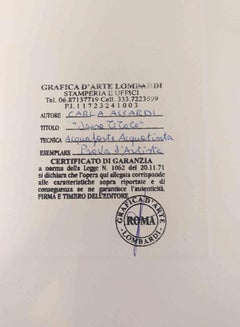 GRAFICA D'ARTE LOMBARDI
STAMPERIA E UFFICI
Tel. 06.87137719 Cell. 333.7223599
P.I. 11723241003
AUTORE CARLA ACCARDI
TITOLO "Senza Titolo"
TECNICA Acquaforte Acquatinta
ESEMPLARE Prova d'Artista
CERTIFICATO DI GARANZIA
a norma della Legge N. 1062 del 20.11.71
si dichiara che l'opera qui allegata corrisponde
alle caratteristiche sopra riportate e di
conseguenza se ne garantisce l'autenticità.
FIRMA E TIMBRO DELL'EDITORE
GRAFICA D'ARTE
ROMA
LOMBARDI